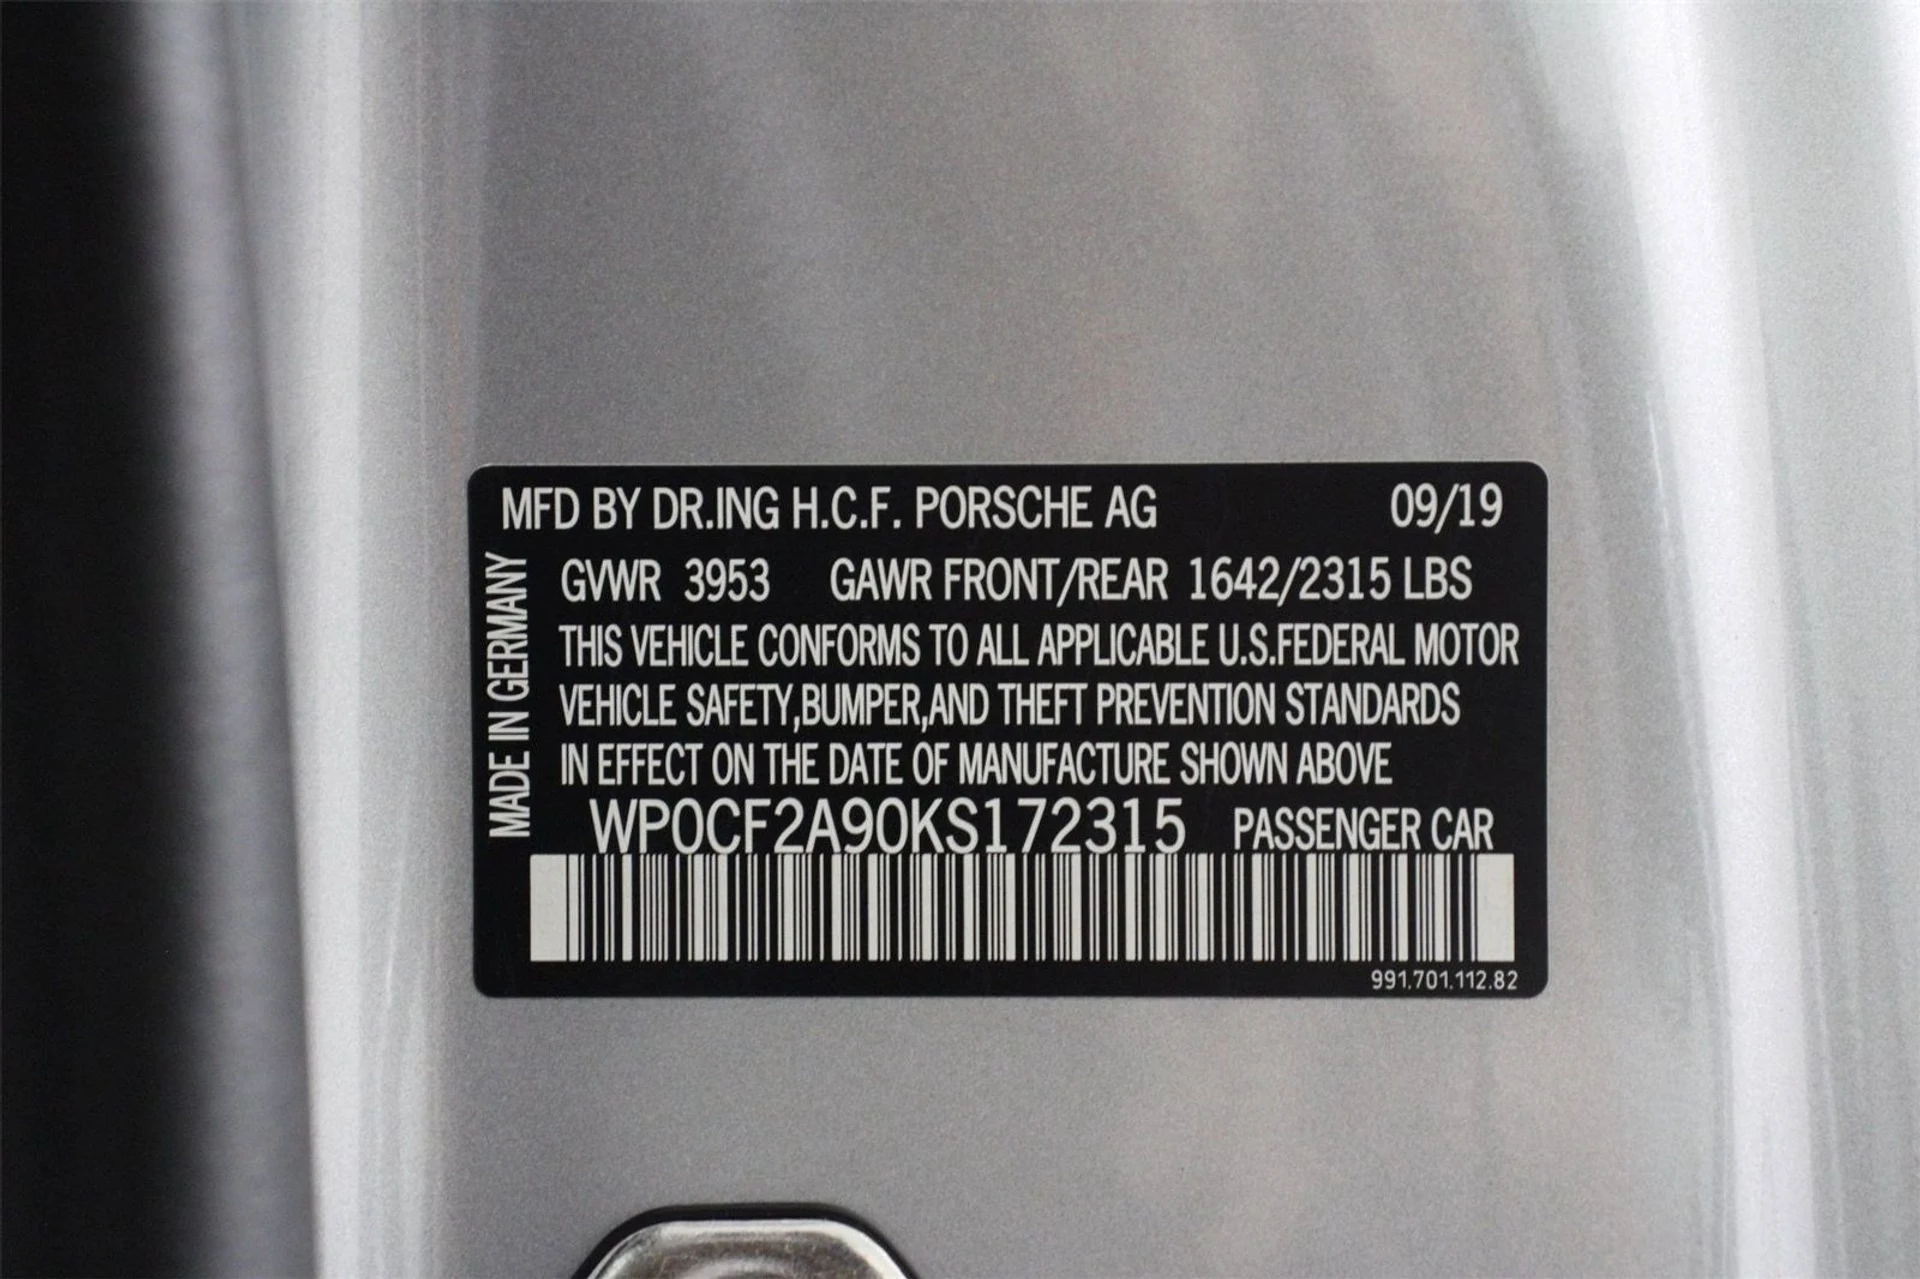 MFD BY DR.ING H.C.F. PORSCHE AG 09/19
MADE IN GERMANY
GVWR 3953 GAWR FRONT/REAR 1642/2315 LBS
THIS VEHICLE CONFORMS TO ALL APPLICABLE U.S.FEDERAL MOTOR
VEHICLE SAFETY,BUMPER,AND THEFT PREVENTION STANDARDS
IN EFFECT ON THE DATE OF MANUFACTURE SHOWN ABOVE
WP0CF2A90KS172315 PASSENGER CAR
991.701.112.82